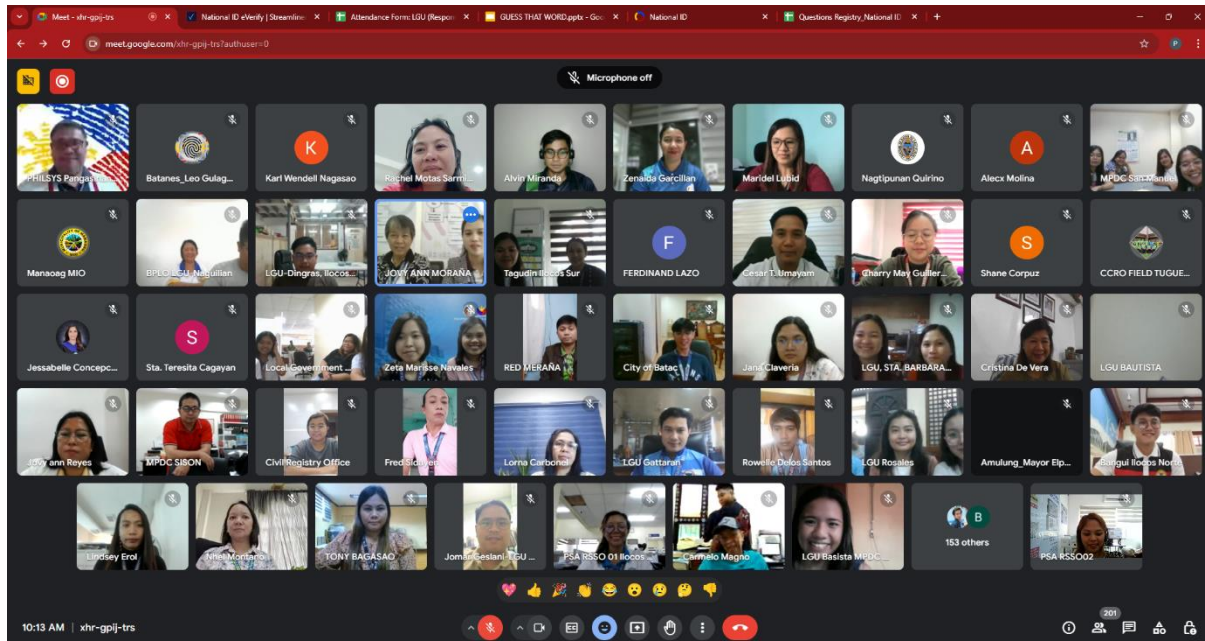 Meet - xhr-gpij-trs
National ID eVerify | Streamline
Attendance Form: LGU (Respon
GUESS THAT WORD.pptx - Goo
National ID
Questions Registry_National ID
meet.google.com/xhr-gpij-trs?authuser=0
Microphone off
PHILSYS Pangasinan
Batanes_Leo Gulag...
K
Karl Wendell Nagasao
Rachel Motas Sarmi...
Alvin Miranda
Zenaida Garcillan
Maridel Lubid
Nagtipunan Quirino
A
Alecx Molina
MPDC San Manuel
Manaoag MIO
BPLO LGU_Naguilian
LGU-Dingras, Ilocos...
JOVY ANN MORAÑA
Tagudin Ilocos Sur
F
FERDINAND LAZO
Cesar T. Umayam
Charry May Guiller...
S
Shane Corpuz
CCRO FIELD TUGUE...
Jessabelle Concepc...
S
Sta. Teresita Cagayan
Local Government ...
Zeta Marisse Navales
RED MERAÑA
City of Batac
Jana Claveria
LGU, STA. BARBARA...
Cristina De Vera
LGU BAUTISTA
Jovy ann Reyes
MPDC SISON
Civil Registry Office
Fred
Lorna Carbonel
LGU Gattaran
Rowelle Delos Santos
LGU Rosales
Amulung_Mayor Elp...
Bangui Ilocos Norte
Lindsey Erol
Nhel Montano
TONY BAGASAO
Jomar Geslani-LGU ...
PSA RSSO 01 Ilocos ...
Carmelo Magno
LGU Basista MPDC ...
B
153 others
PSA RSSO02
10:13 AM | xhr-gpij-trs
201